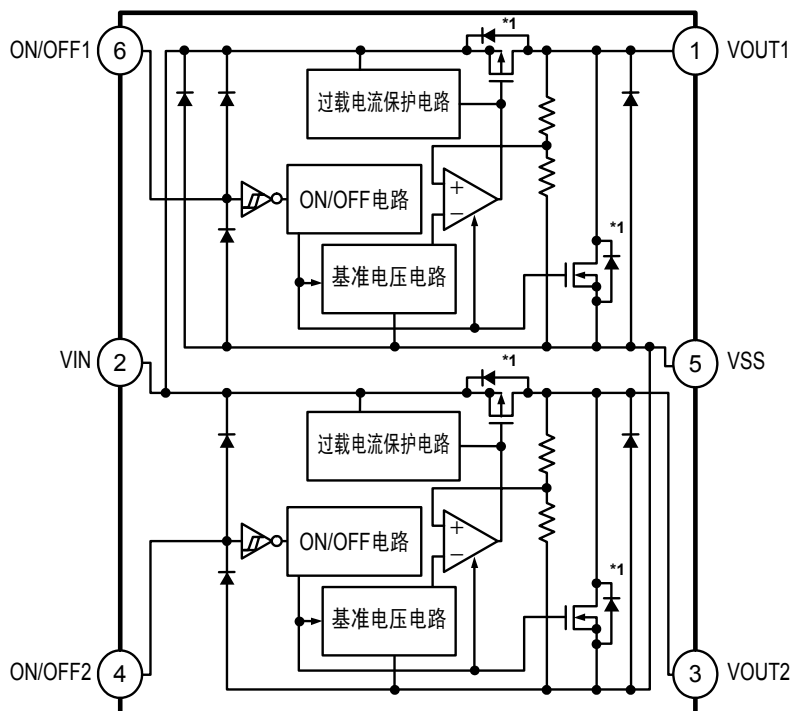 *1
ON/OFF1 6
1 VOUT1
过载电流保护电路
+
−
ON/OFF电路
*1
基准电压电路
VIN 2
*1
5 VSS
过载电流保护电路
+
−
ON/OFF电路
*1
基准电压电路
ON/OFF2 4
3 VOUT2